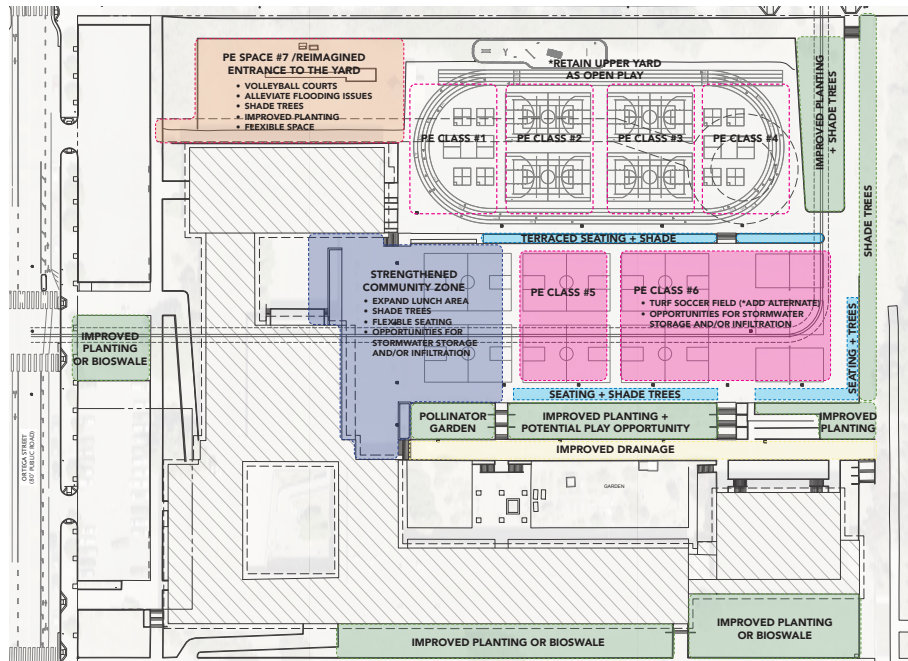 PE SPACE #7 /REIMAGINED
ENTRANCE TO THE YARD
• VOLLEYBALL COURTS
• ALLEVIATE FLOODING ISSUES
• SHADE TREES
• IMPROVED PLANTING
• FEEXIBLE SPACE
*RETAIN UPPER YARD
AS OPEN PLAY
PE CLASS #1
PE CLASS #2
PE CLASS #3
PE CLASS #4
IMPROVED PLANTING
+ SHADE TREES
SHADE TREES
TERRACED SEATING + SHADE
STRENGTHENED
COMMUNITY ZONE
• EXPAND LUNCH AREA
• SHADE TREES
• FLEXIBLE SEATING
• OPPORTUNITIES FOR
STORMWATER STORAGE
AND/OR INFILTRATION
PE CLASS #5
PE CLASS #6
• TURF SOCCER FIELD (*ADD ALTERNATE)
• OPPORTUNITIES FOR STORMWATER
STORAGE AND/OR INFILTRATION
SEATING + TREES
IMPROVED
PLANTING
OR BIOSWALE
SEATING + SHADE TREES
POLLINATOR
GARDEN
IMPROVED PLANTING +
POTENTIAL PLAY OPPORTUNITY
IMPROVED
PLANTING
IMPROVED DRAINAGE
ORTEGA STREET
(80' PUBLIC ROAD)
GARDEN
IMPROVED PLANTING OR BIOSWALE
IMPROVED PLANTING
OR BIOSWALE